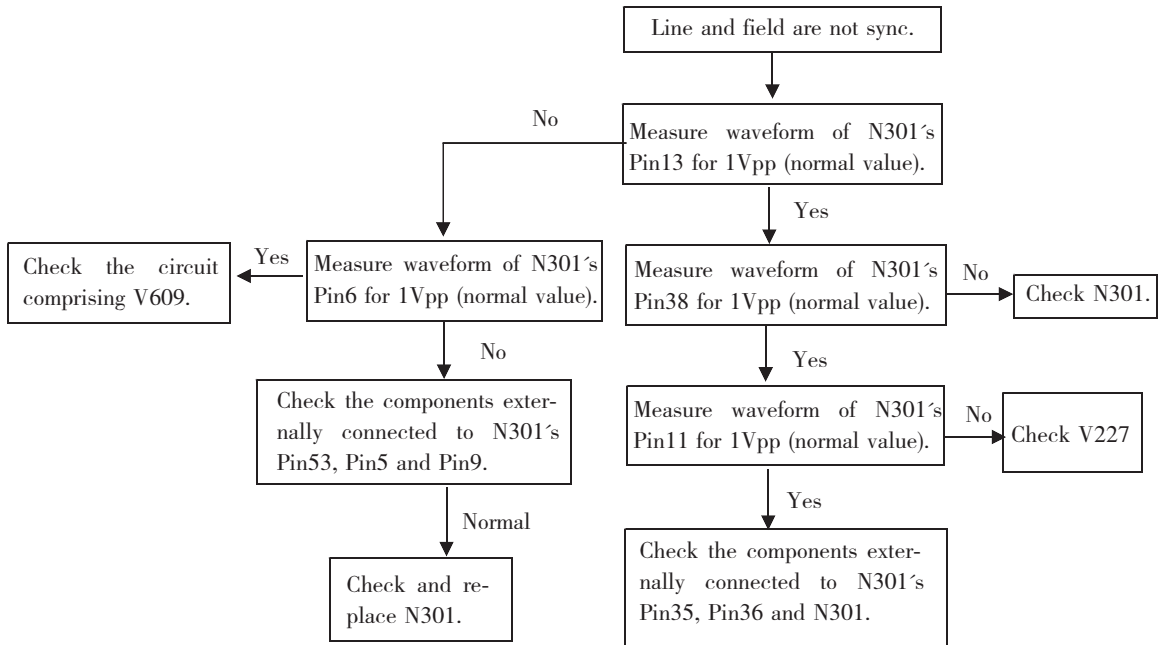 Line and field are not sync.
No
Measure waveform of N301´s
Pin13 for 1Vpp (normal value).
Yes
Check the circuit
comprising V609.
Yes
Measure waveform of N301´s
Pin6 for 1Vpp (normal value).
Measure waveform of N301´s
Pin38 for 1Vpp (normal value).
No
Check N301.
No
Yes
Check the components exter-
nally connected to N301´s
Pin53, Pin5 and Pin9.
Measure waveform of N301´s
Pin11 for 1Vpp (normal value).
No
Check V227
Normal
Yes
Check and re-
place N301.
Check the components exter-
nally connected to N301´s
Pin35, Pin36 and N301.